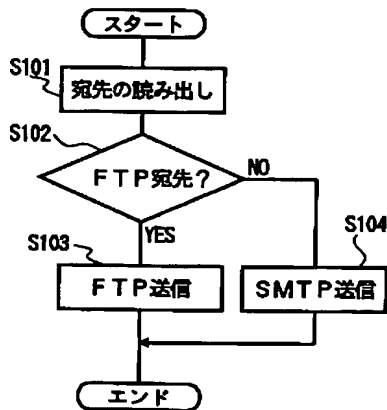 スタート
S101
宛先の読み出し
S102
FTP宛先?
NO
YES
S103
S104
FTP送信
SMTP送信
エンド